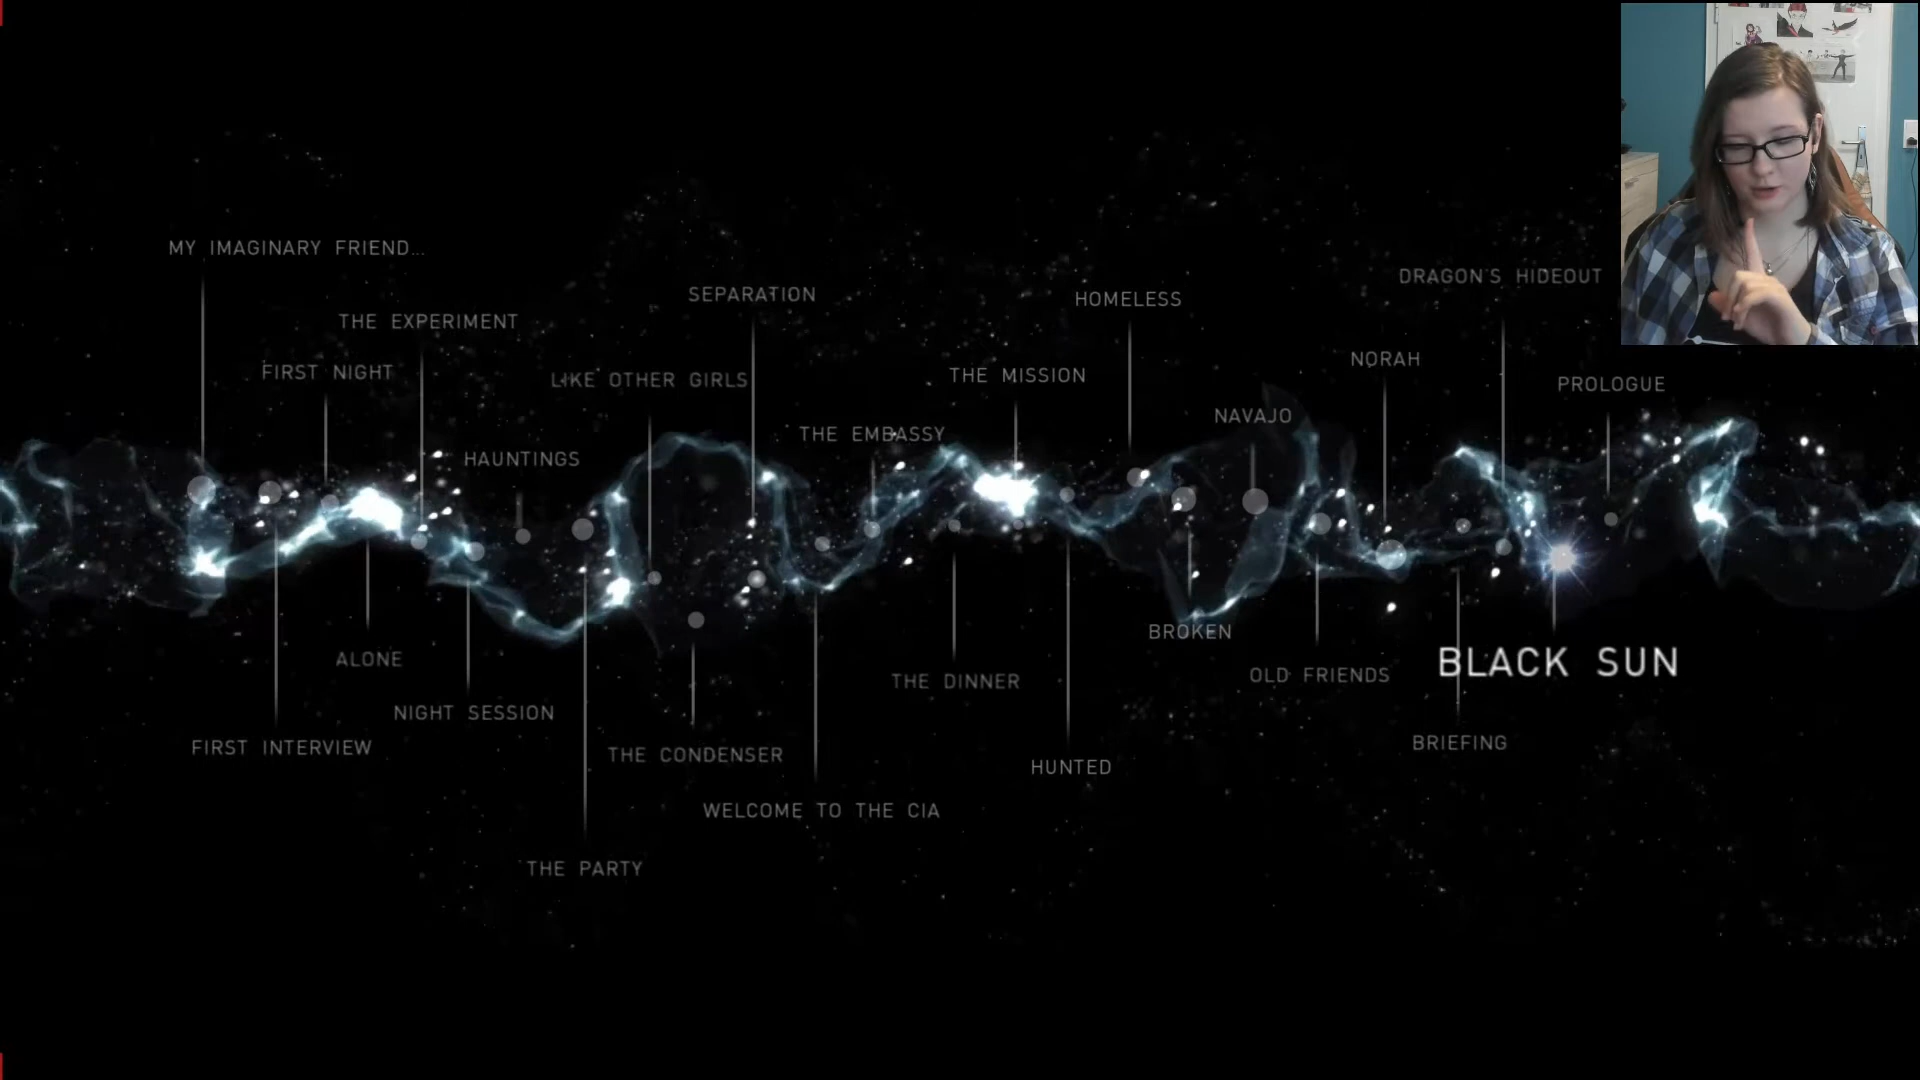 MY IMAGINARY FRIEND...
DRAGON'S HIDEOUT
SEPARATION
HOMELESS
THE EXPERIMENT
NORAH
FIRST NIGHT
THE MISSION
LIKE OTHER GIRLS
PROLOGUE
NAVAJO
THE EMBASSY
HAUNTINGS
BROKEN
ALONE
BLACK SUN
OLD FRIENDS
THE DINNER
NIGHT SESSION
BRIEFING
FIRST INTERVIEW
THE CONDENSER
HUNTED
WELCOME TO THE CIA
THE PARTY